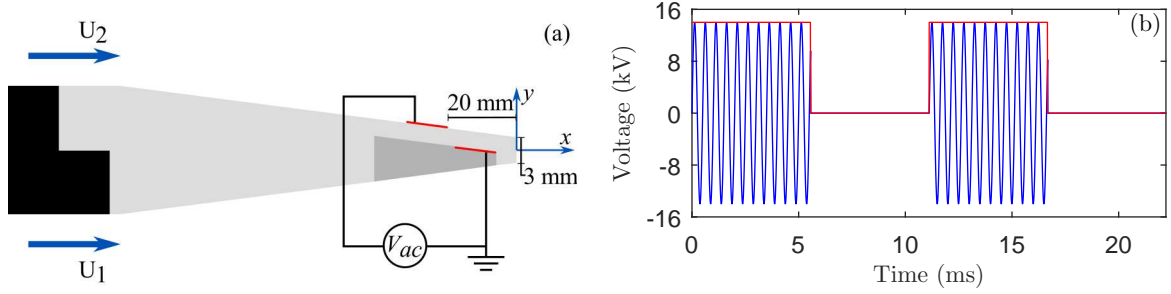 U2
(a)
20 mm
y
x
3 mm
Vac
U1
(b)
16
8
0
-8
-16
Voltage (kV)
0
5
10
15
20
Time (ms)